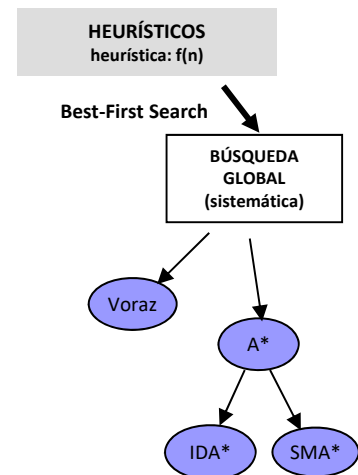 HEURÍSTICOS
heurística: f(n)
Best-First Search
BÚSQUEDA
GLOBAL
(sistemática)
Voraz
A*
IDA*
SMA*